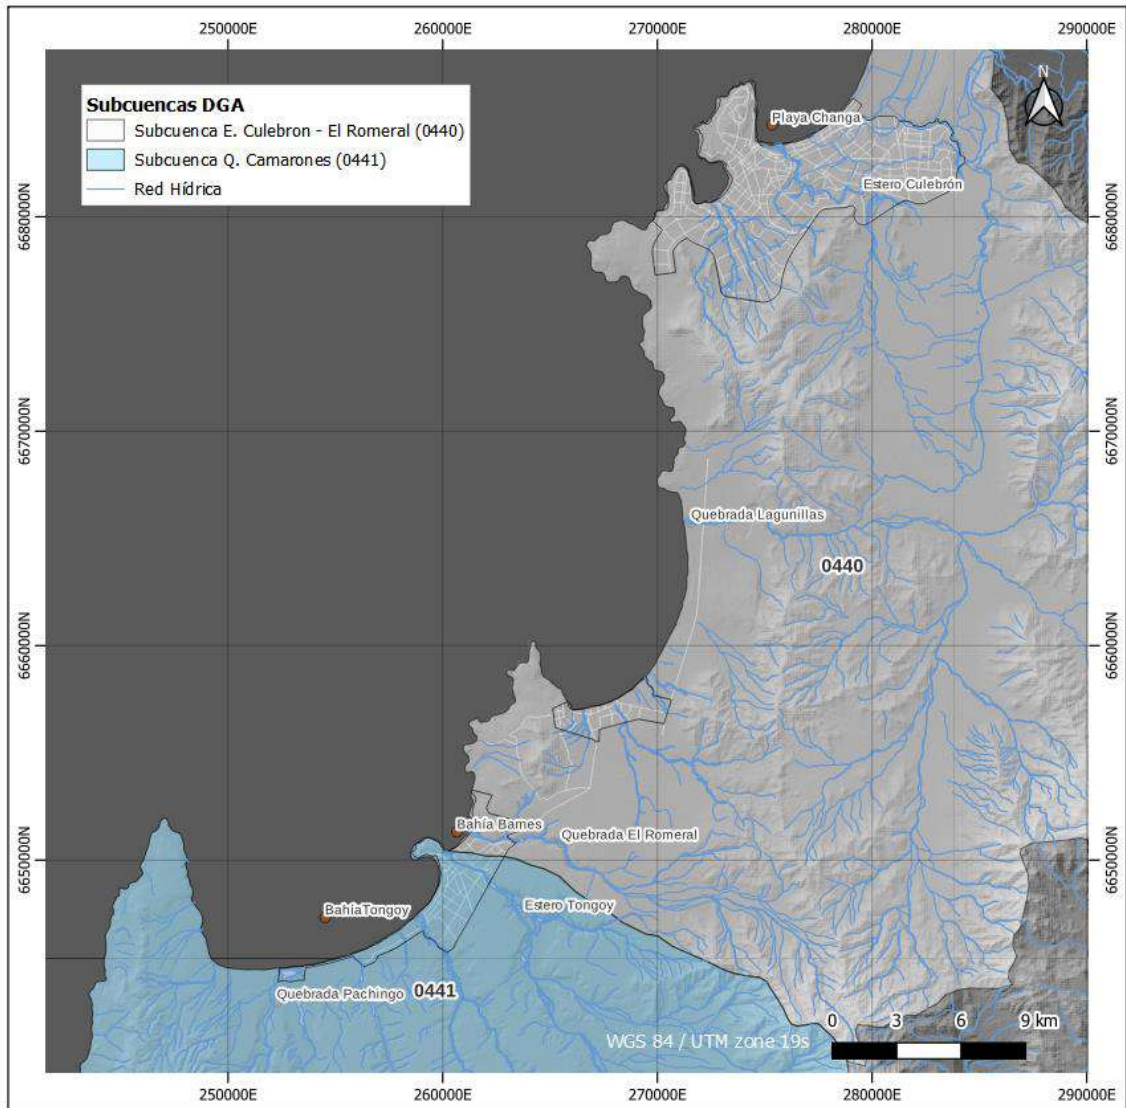 250000E 260000E 270000E 280000E 290000E
N
Subcuencas DGA
Subcuenca E. Culebron - El Romeral (0440)
Subcuenca Q. Camarones (0441)
Red Hídrica
Playa Changa
Estero Culebrón
6680000N 6680000N
6670000N 6670000N
Quebrada Lagunillas
0440
6660000N 6660000N
Bahía Barnes
Quebrada El Romeral
6650000N 6650000N
Estero Tongoy
BahíaTongoy
Quebrada Pachingo
0441
0 3 6 9 km
WGS 84 / UTM zone 19s
250000E 260000E 270000E 280000E 290000E